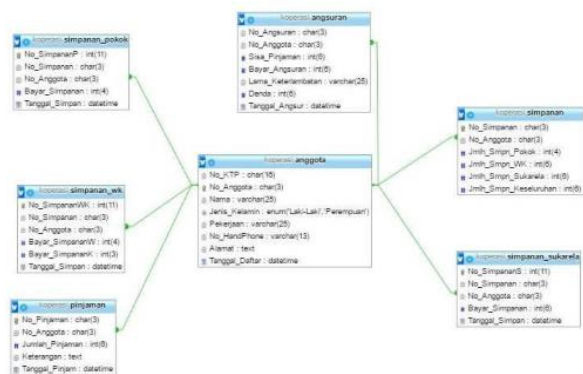 koperasi simpanan_pokok
No_SimpananP : int(11)
No_Simpanan : char(3)
No_Anggota : char(3)
Bayar_Simpanan : int(4)
Tanggal_Simpan : datetime
koperasi angsuran
No_Angsuran : char(3)
No_Anggota : char(3)
Sisa_Pinjaman : int(8)
Bayar_Angsuran : int(6)
Lama_Keterlambatan : varchar(25)
Denda : int(6)
Tanggal_Angsur : datetime
koperasi simpanan
No_Simpanan : char(3)
No_Anggota : char(3)
Jmlh_Smpn_Pokok : int(4)
Jmlh_Smpn_WK : int(6)
Jmlh_Smpn_Sukarela : int(8)
Jmlh_Smpn_Keseluruhan : int(8)
koperasi anggota
No_KTP : char(16)
No_Anggota : char(3)
Nama : varchar(25)
Jenis_Kelamin : enum('Laki-Laki','Perempuan')
Pekerjaan : varchar(25)
No_HandPhone : varchar(13)
Alamat : text
Tanggal_Daftar : datetime
koperasi simpanan_wk
No_SimpananWK : int(11)
No_Simpanan : char(3)
No_Anggota : char(3)
Bayar_SimpananW : int(4)
Bayar_SimpananK : int(3)
Tanggal_Simpan : datetime
koperasi simpanan_sukarela
No_SimpananS : int(11)
No_Simpanan : char(3)
No_Anggota : char(3)
Bayar_Simpanan : int(6)
Tanggal_Simpan : datetime
koperasi pinjaman
No_Pinjaman : char(3)
No_Anggota : char(3)
Jumlah_Pinjaman : int(8)
Keterangan : text
Tanggal_Pinjam : datetime